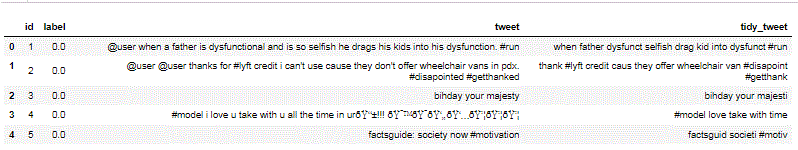 id label tweet tidy_tweet
0 1 0.0 @user when a father is dysfunctional and is so selfish he drags his kids into his dysfunction. #run when father dysfunct selfish drag kid into dysfunct #run
1 2 0.0 @user @user thanks for #lyft credit i can't use cause they don't offer wheelchair vans in pdx. thank #lyft credit caus they offer wheelchair van #disapoint
#disapointed #getthanked #getthank
2 3 0.0 bihday your majesty bihday your majesti
3 4 0.0 #model i love u take with u all the time in #model love take with time
4 5 0.0 factsguide: society now #motivation factsguid societi #motiv